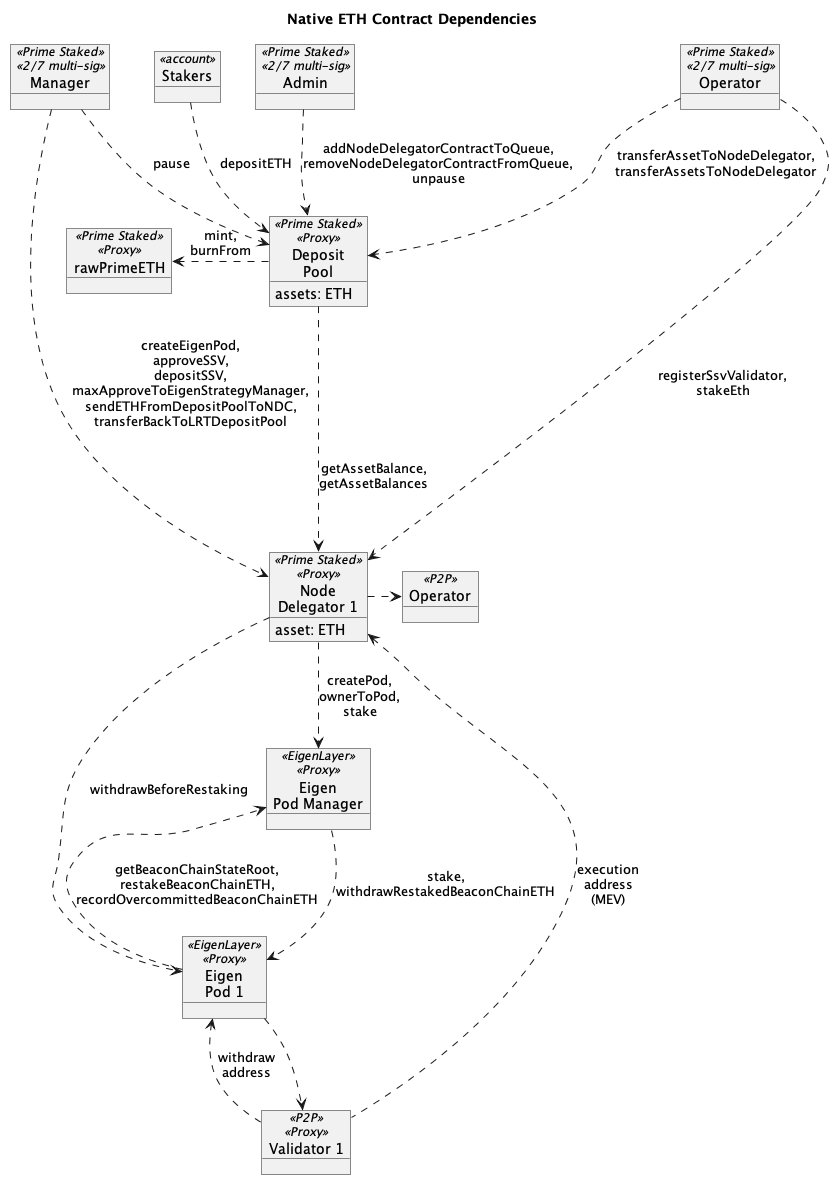 Native ETH Contract Dependencies
«Prime Staked»
«2/7 multi-sig»
Manager
«account»
Stakers
«Prime Staked»
«2/7 multi-sig»
Admin
«Prime Staked»
«2/7 multi-sig»
Operator
pause
depositETH
addNodeDelegatorContractToQueue,
removeNodeDelegatorContractFromQueue,
unpause
transferAssetToNodeDelegator,
transferAssetsToNodeDelegator
«Prime Staked»
«Proxy»
rawPrimeETH
mint,
burnFrom
«Prime Staked»
«Proxy»
Deposit
Pool
assets: ETH
createEigenPod,
approveSSV,
depositSSV,
maxApproveToEigenStrategyManager,
sendETHFromDepositPoolToNDC,
transferBackToLRTDepositPool
registerSsvValidator,
stakeEth
getAssetBalance,
getAssetBalances
«Prime Staked»
«Proxy»
Node
Delegator 1
asset: ETH
«P2P»
Operator
createPod,
ownerToPod,
stake
«EigenLayer»
«Proxy»
Eigen
Pod Manager
withdrawBeforeRestaking
getBeaconChainStateRoot,
restakeBeaconChainETH,
recordOvercommittedBeaconChainETH
stake,
withdrawRestakedBeaconChainETH
execution
address
(MEV)
«EigenLayer»
«Proxy»
Eigen
Pod 1
withdraw
address
«P2P»
«Proxy»
Validator 1